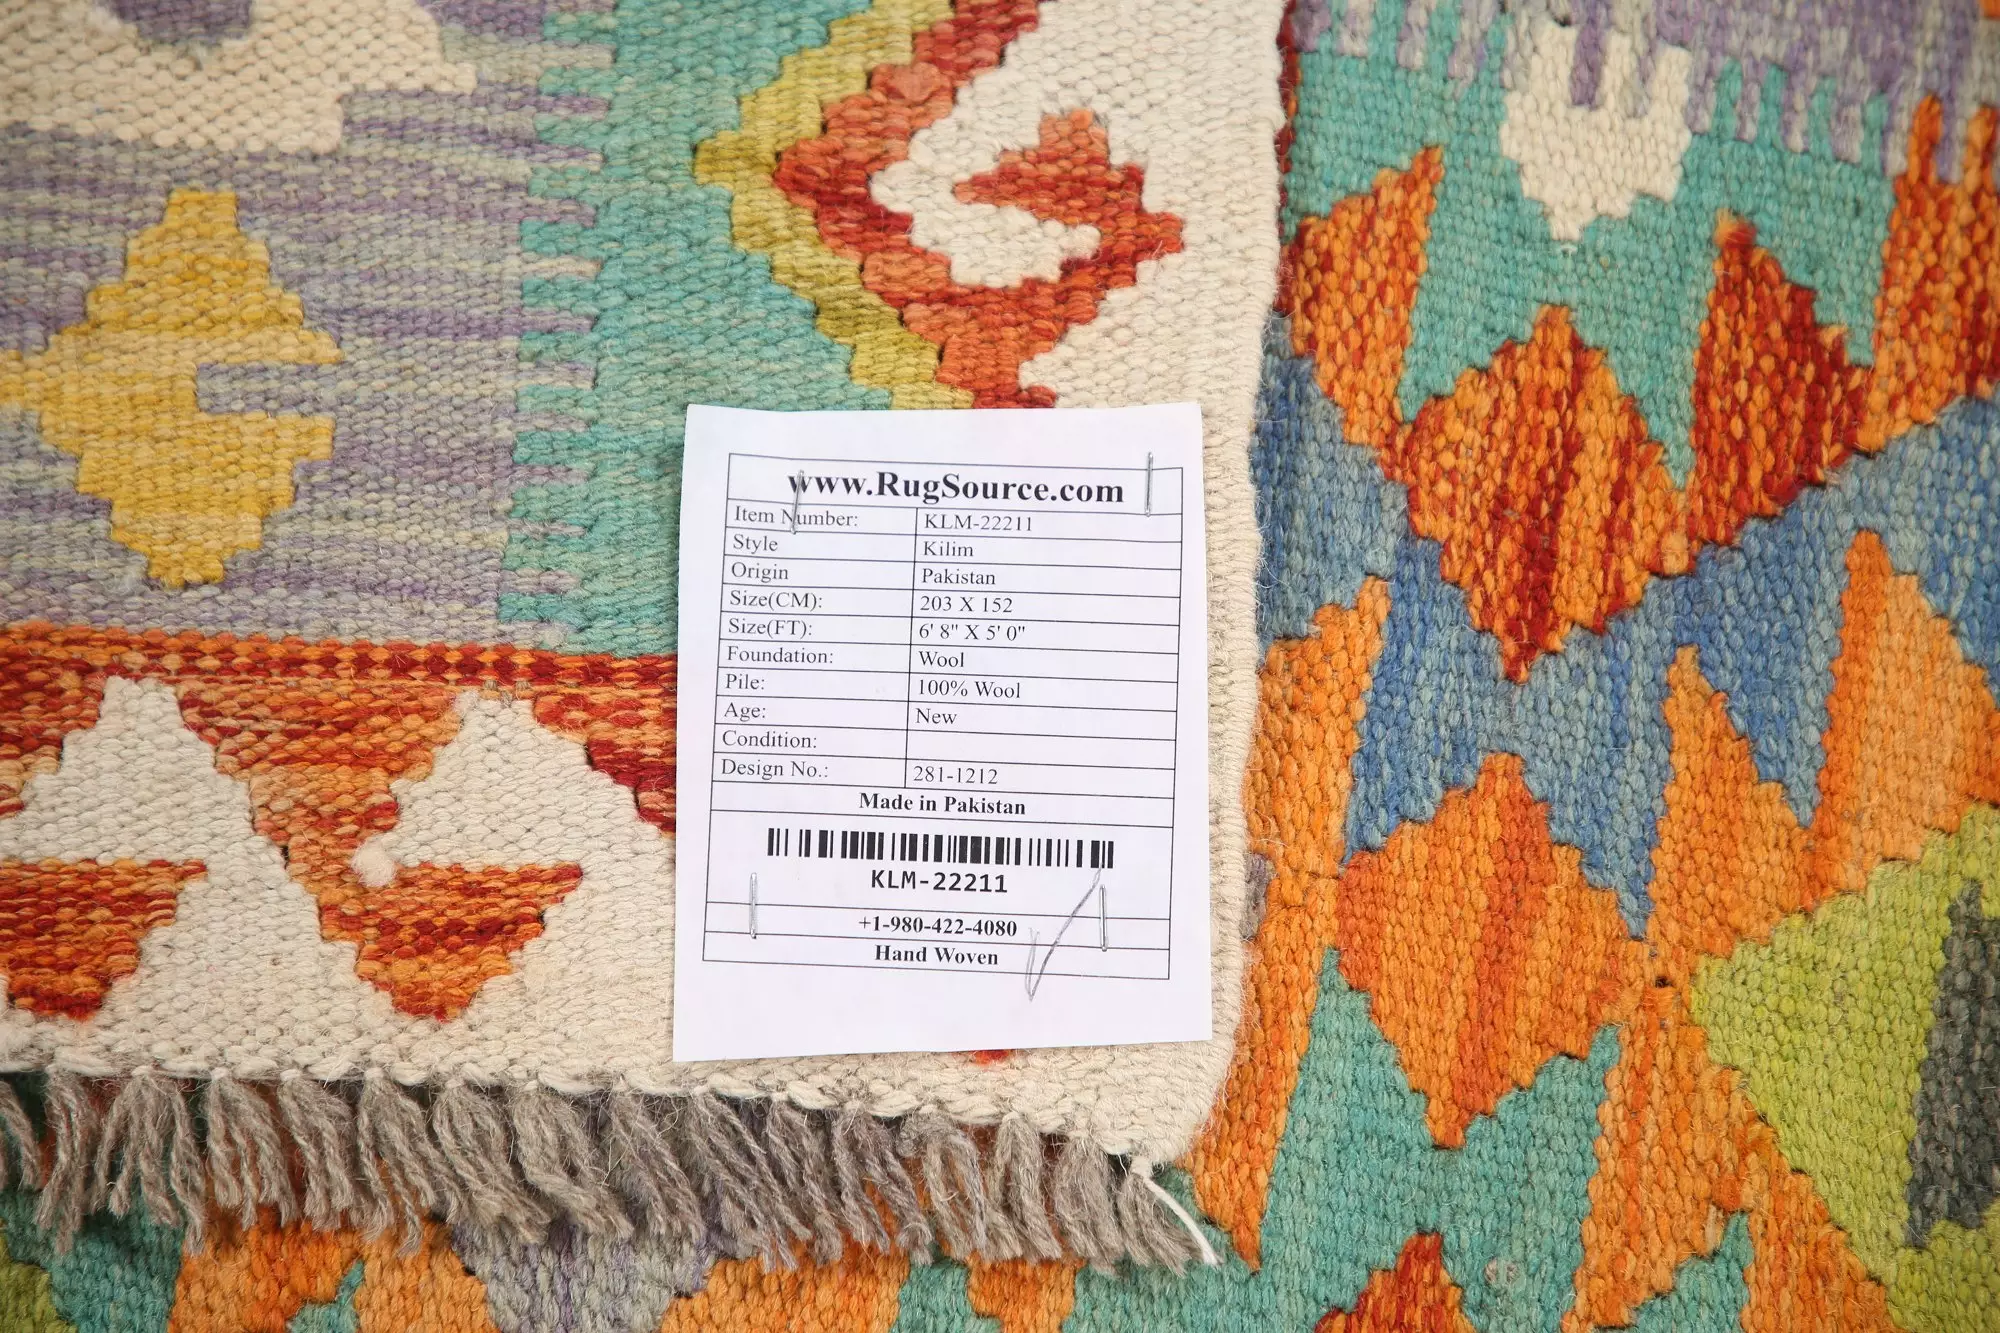 www.RugSource.com
Item Number: KLM-22211
Style Kilim
Origin Pakistan
Size(CM): 203 X 152
Size(FT): 6' 8" X 5' 0"
Foundation: Wool
Pile: 100% Wool
Age: New
Condition:
Design No.: 281-1212
Made in Pakistan
KLM-22211
+1-980-422-4080
Hand Woven